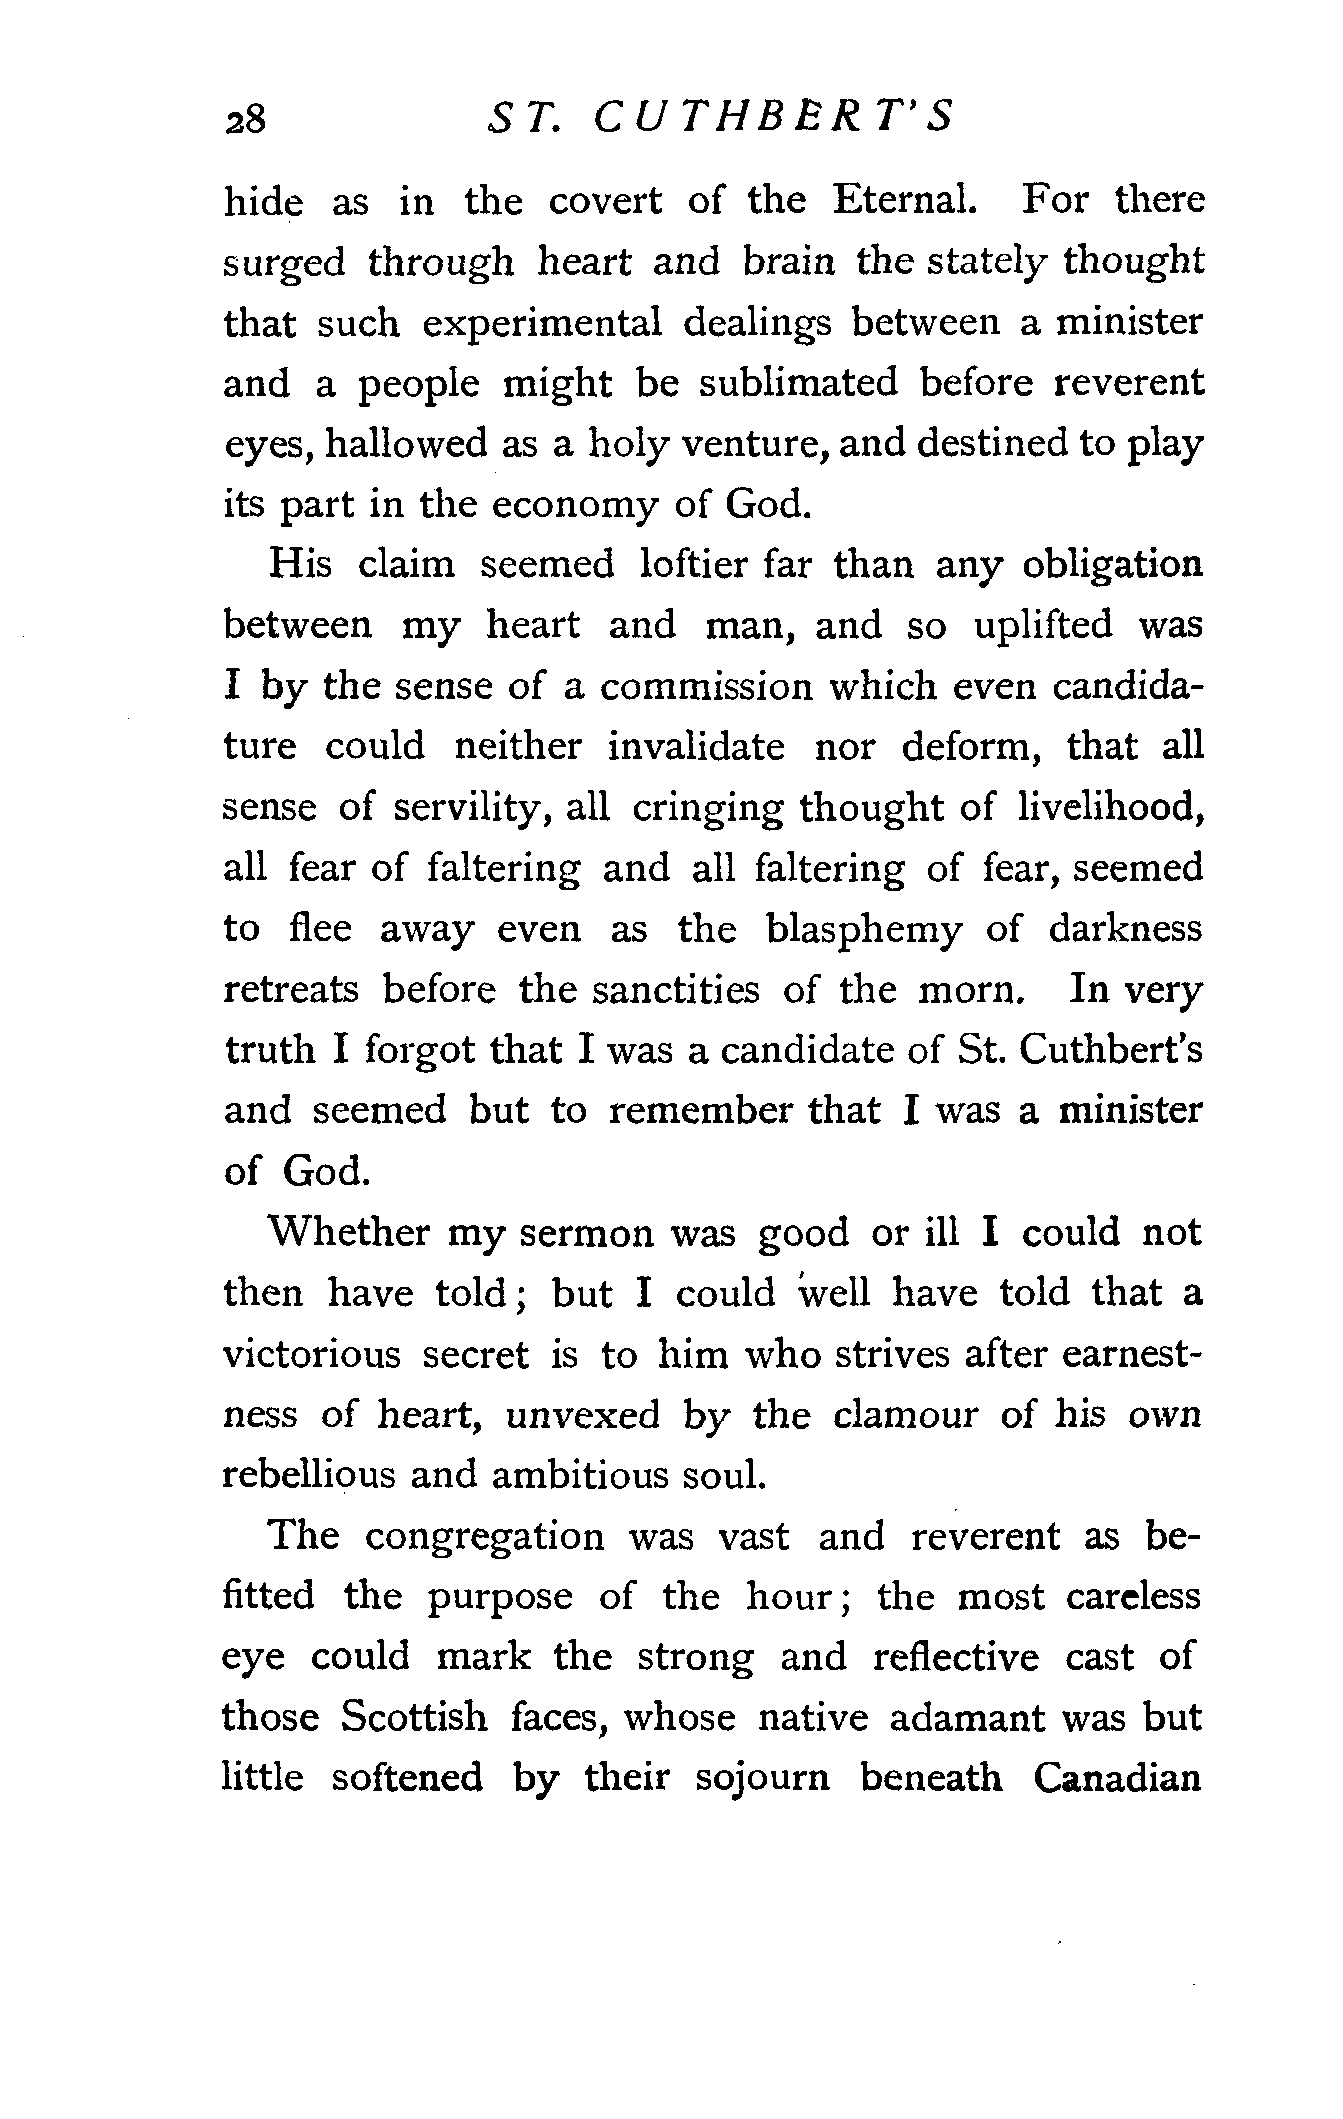 28 ST. CUTHBERT'S
hide as in the covert of the Eternal. For there
surged through heart and brain the stately thought
that such experimental dealings between a minister
and a people might be sublimated before reverent
eyes, hallowed as a holy venture, and destined to play
its part in the economy of God.
His claim seemed loftier far than any obligation
between my heart and man, and so uplifted was
I by the sense of a commission which even candida-
ture could neither invalidate nor deform, that all
sense of servility, all cringing thought of livelihood,
all fear of faltering and all faltering of fear, seemed
to flee away even as the blasphemy of darkness
retreats before the sanctities of the morn. In very
truth I forgot that I was a candidate of St. Cuthbert's
and seemed but to remember that I was a minister
of God.
Whether my sermon was good or ill I could not
then have told; but I could well have told that a
victorious secret is to him who strives after earnest-
ness of heart, unvexed by the clamour of his own
rebellious and ambitious soul.
The congregation was vast and reverent as be-
fitted the purpose of the hour; the most careless
eye could mark the strong and reflective cast of
those Scottish faces, whose native adamant was but
little softened by their sojourn beneath Canadian